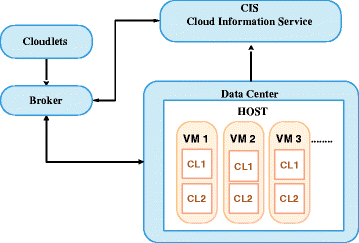 CIS
Cloud Information Service
Cloudlets
Broker
Data Center
HOST
VM 1 VM 2 VM 3 ........
CL1 CL1 CL1
CL2 CL2 CL2